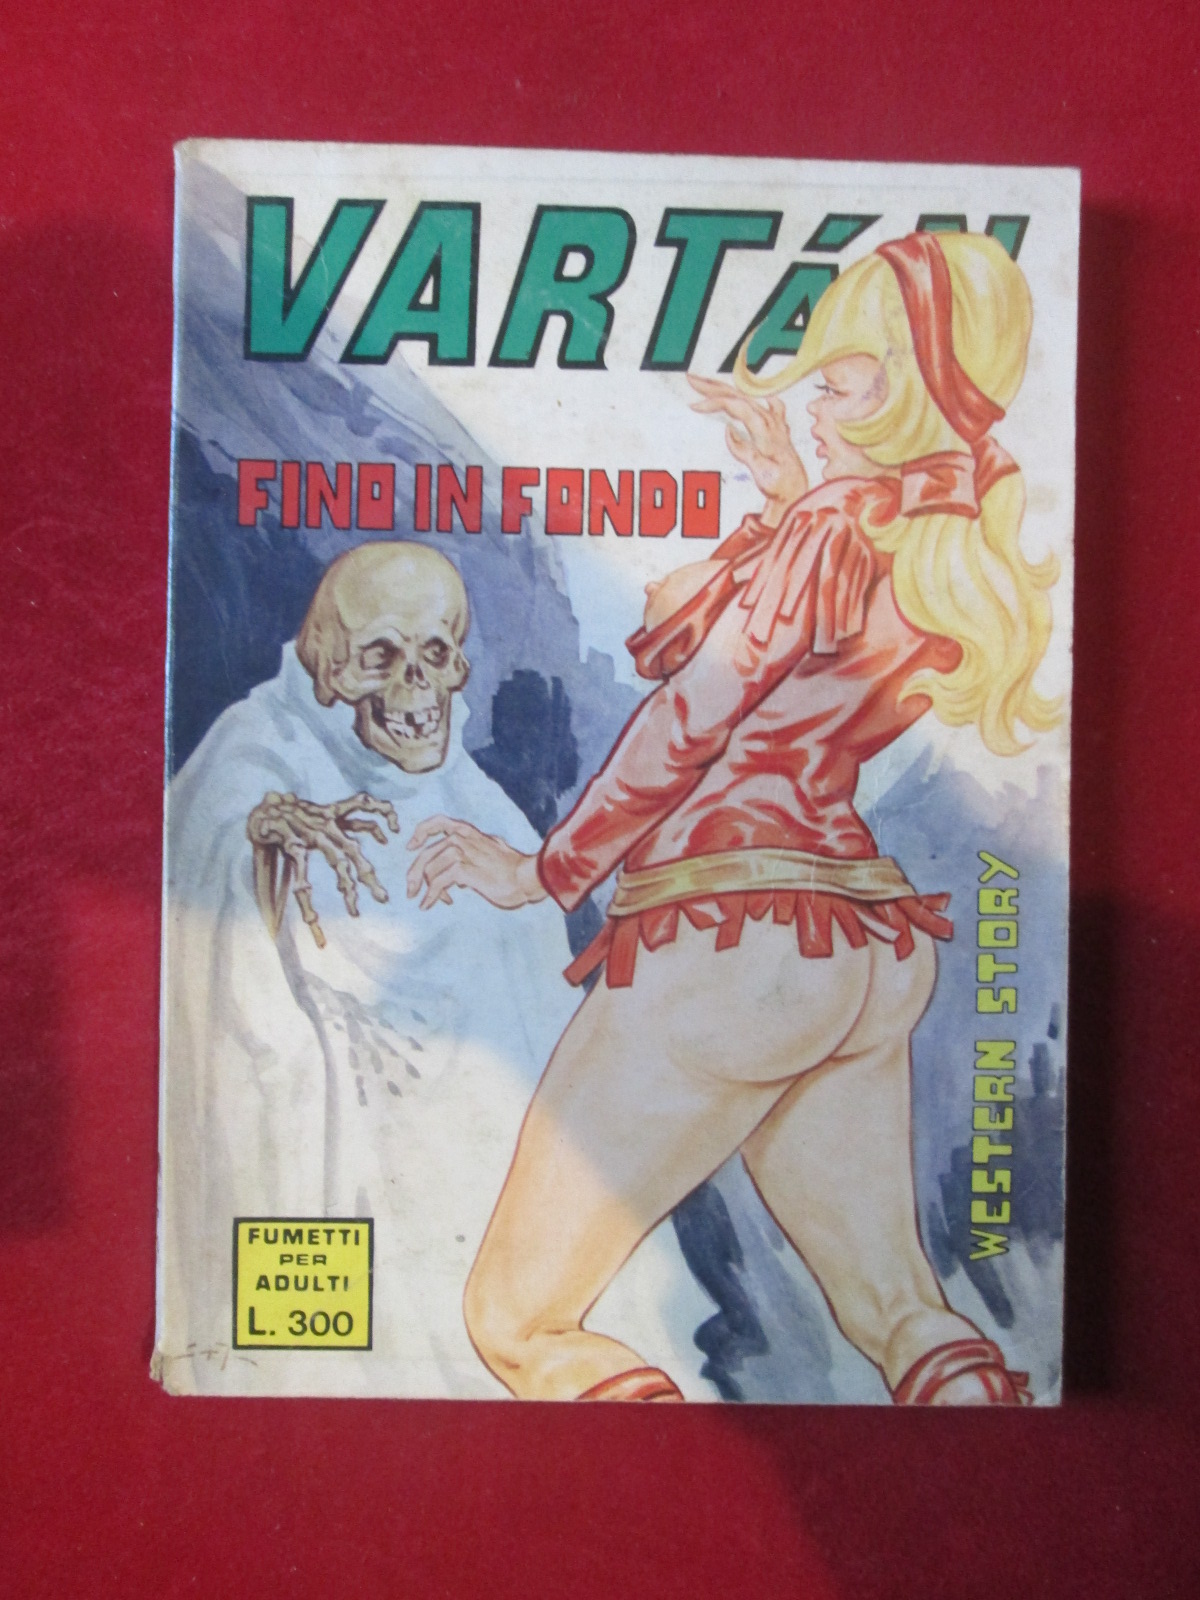 VARTÁN
FINO IN FONDO
WESTERN STORY
FUMETTI
PER
ADULTI
L. 300